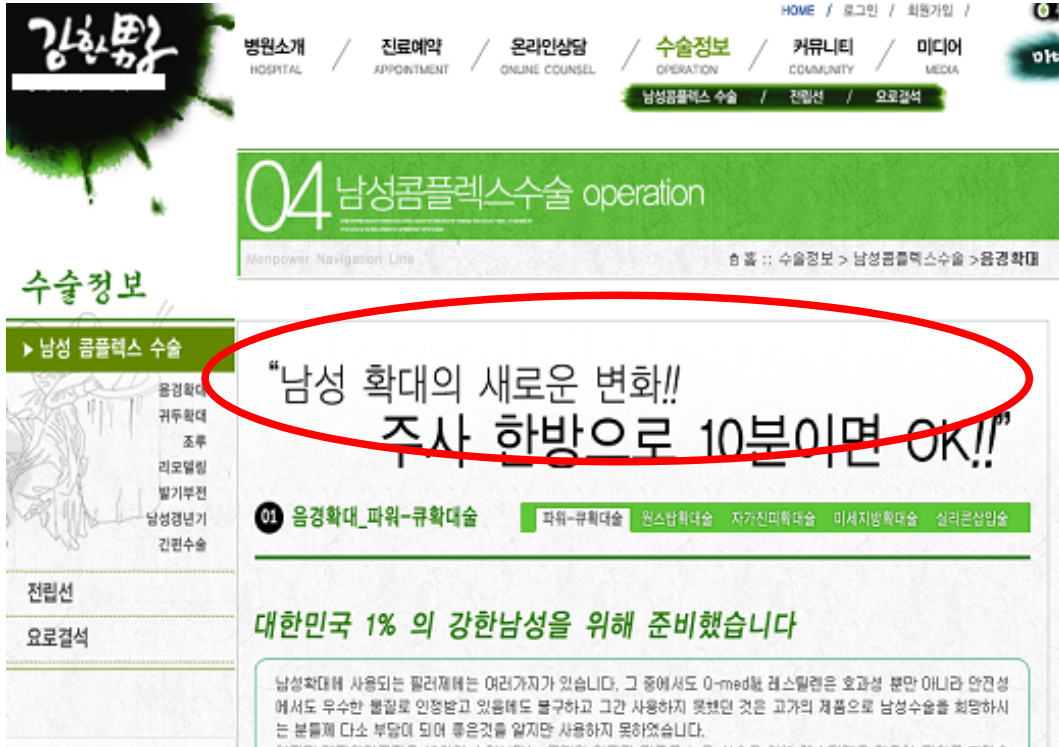 강한男子
HOME / 로그인 / 회원가입 /
병원소개 / 진료예약 / 온라인상담 / 수술정보 / 커뮤니티 / 미디어
HOSPITAL APPOINTMENT ONLINE COUNSEL OPERATION COMMUNITY MEDIA
남성콤플렉스 수술 / 전립선 / 요로결석
04 남성콤플렉스수술 operation
Menpower Navigation Line
홈 :: 수술정보 > 남성콤플렉스수술 >음경확대
수술정보
남성 콤플렉스 수술
음경확대
귀두확대
조루
리모델링
발기부전
남성갱년기
간편수술
전립선
요로결석
“남성 확대의 새로운 변화!!
주사 한방으로 10분이면 OK!!”
01 음경확대_파워-큐확대술
파워-큐확대술 원스탑확대술 자가진피확대술 미세지방확대술 실리콘삽입술
대한민국 1% 의 강한남성을 위해 준비했습니다
남성확대에 사용되는 필러제에는 여러가지가 있습니다. 그 중에서도 Q-med社 레스틸렌은 효과성 뿐만 아니라 안전성
에서도 우수한 물질로 인정받고 있음에도 불구하고 그간 사용하지 못했던 것은 고가의 제품으로 남성수술을 희망하시
는 분들께 다소 부담이 되어 좋은것을 알지만 사용하지 못하였습니다.